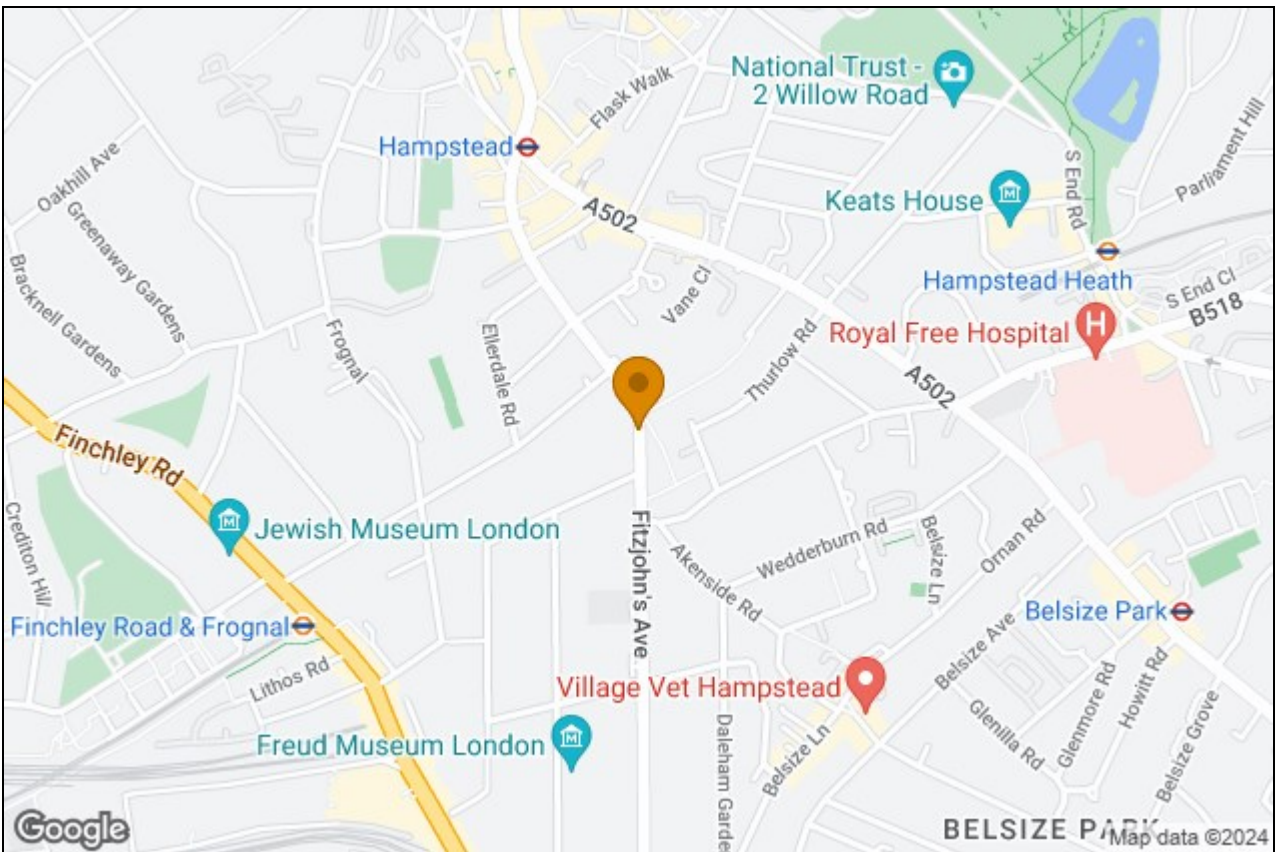 National Trust -
2 Willow Road
Flask Walk
Hampstead
Oakhill Ave
Greenaway Gardens
Bracknell Gardens
A502
Keats House
S End Rd
Parliament Hill
Hampstead Heath
S End Cl
B518
Vane Cl
Royal Free Hospital
H
Frognal
Ellerdale Rd
Thurlow Rd
A502
Finchley Rd
Jewish Museum London
Crediton Hill
Fitzjohn's Ave
Akenside Rd
Wedderburn Rd
Belsize Ln
Ornan Rd
Finchley Road & Frognal
Lithos Rd
Belsize Park
Belsize Ave
Village Vet Hampstead
Glenilla Rd
Glenmore Rd
Howitt Rd
Belsize Grove
Freud Museum London
Daleham Garde
Belsize Ln
Google
BELSIZE PARK
Map data ©2024